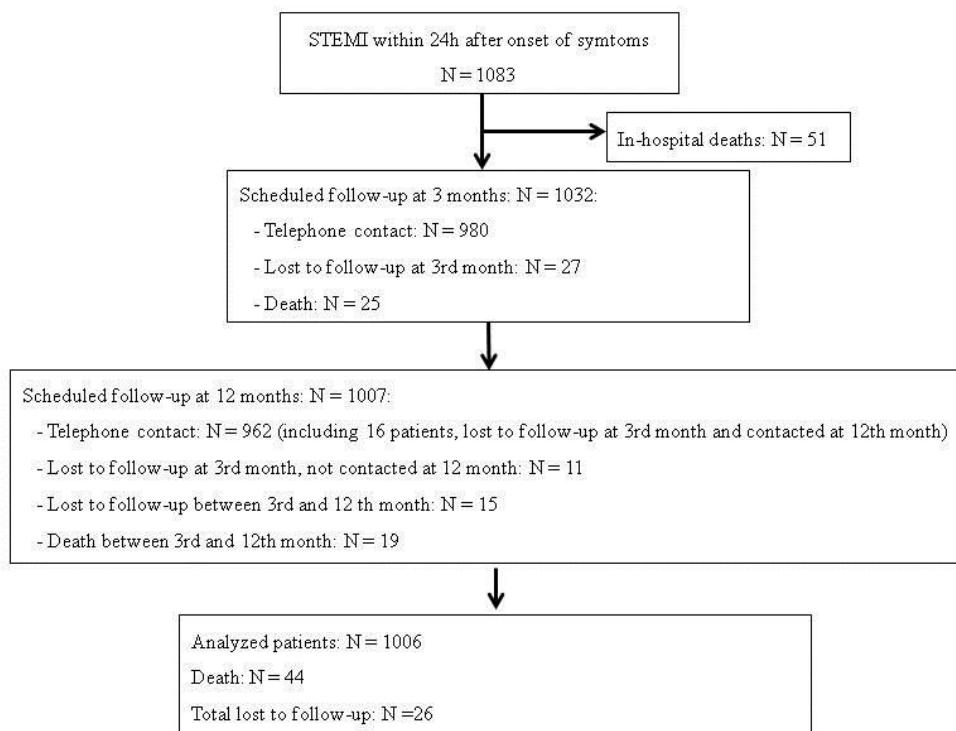 STEMI within 24h after onset of symtoms
N = 1083
In-hospital deaths: N = 51
Scheduled follow-up at 3 months: N = 1032:
- Telephone contact: N = 980
- Lost to follow-up at 3rd month: N = 27
- Death: N = 25
Scheduled follow-up at 12 months: N = 1007:
- Telephone contact: N = 962 (including 16 patients, lost to follow-up at 3rd month and contacted at 12th month)
- Lost to follow-up at 3rd month, not contacted at 12 month: N = 11
- Lost to follow-up between 3rd and 12 th month: N = 15
- Death between 3rd and 12th month: N = 19
Analyzed patients: N = 1006
Death: N = 44
Total lost to follow-up: N =26